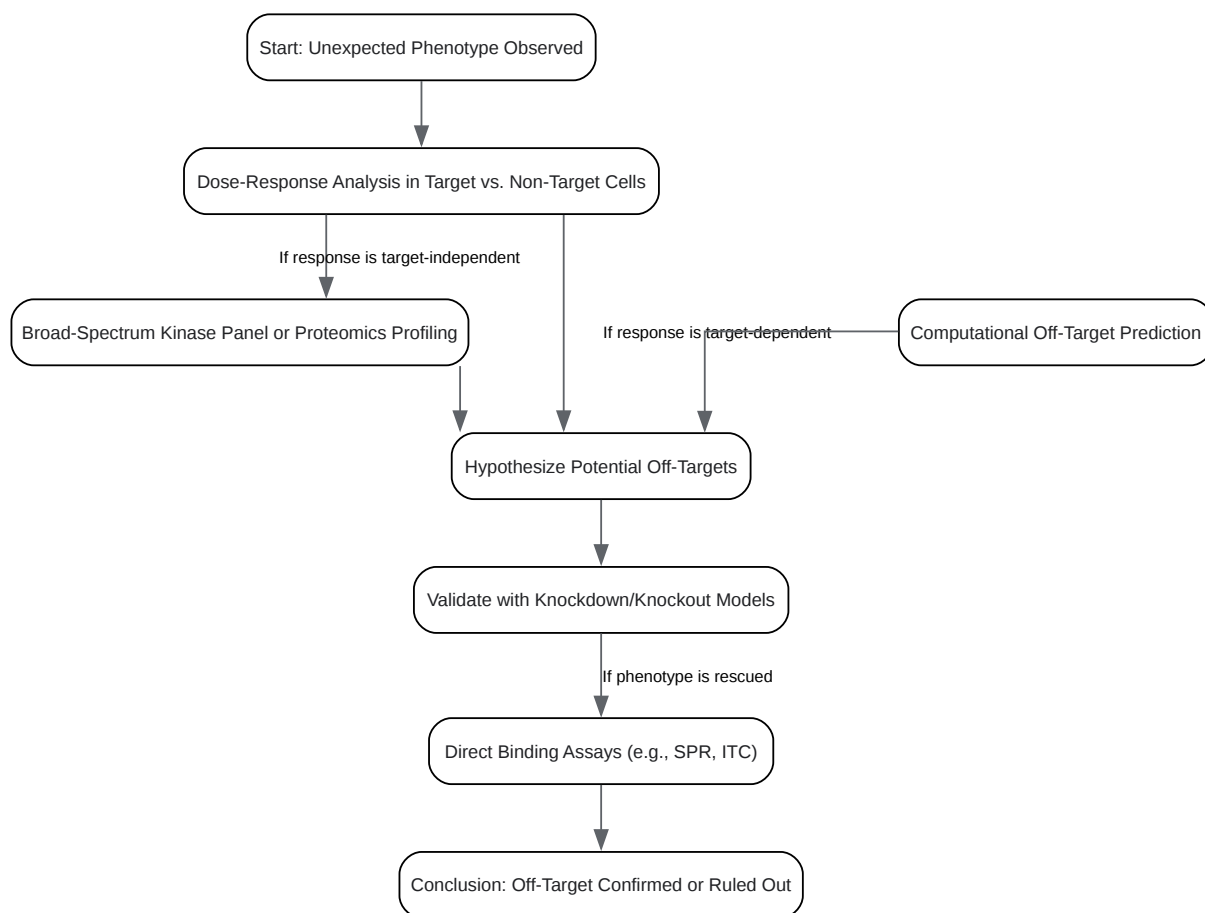 Start: Unexpected Phenotype Observed
Dose-Response Analysis in Target vs. Non-Target Cells
If response is target-independent
Broad-Spectrum Kinase Panel or Proteomics Profiling
If response is target-dependent
Computational Off-Target Prediction
Hypothesize Potential Off-Targets
Validate with Knockdown/Knockout Models
If phenotype is rescued
Direct Binding Assays (e.g., SPR, ITC)
Conclusion: Off-Target Confirmed or Ruled Out